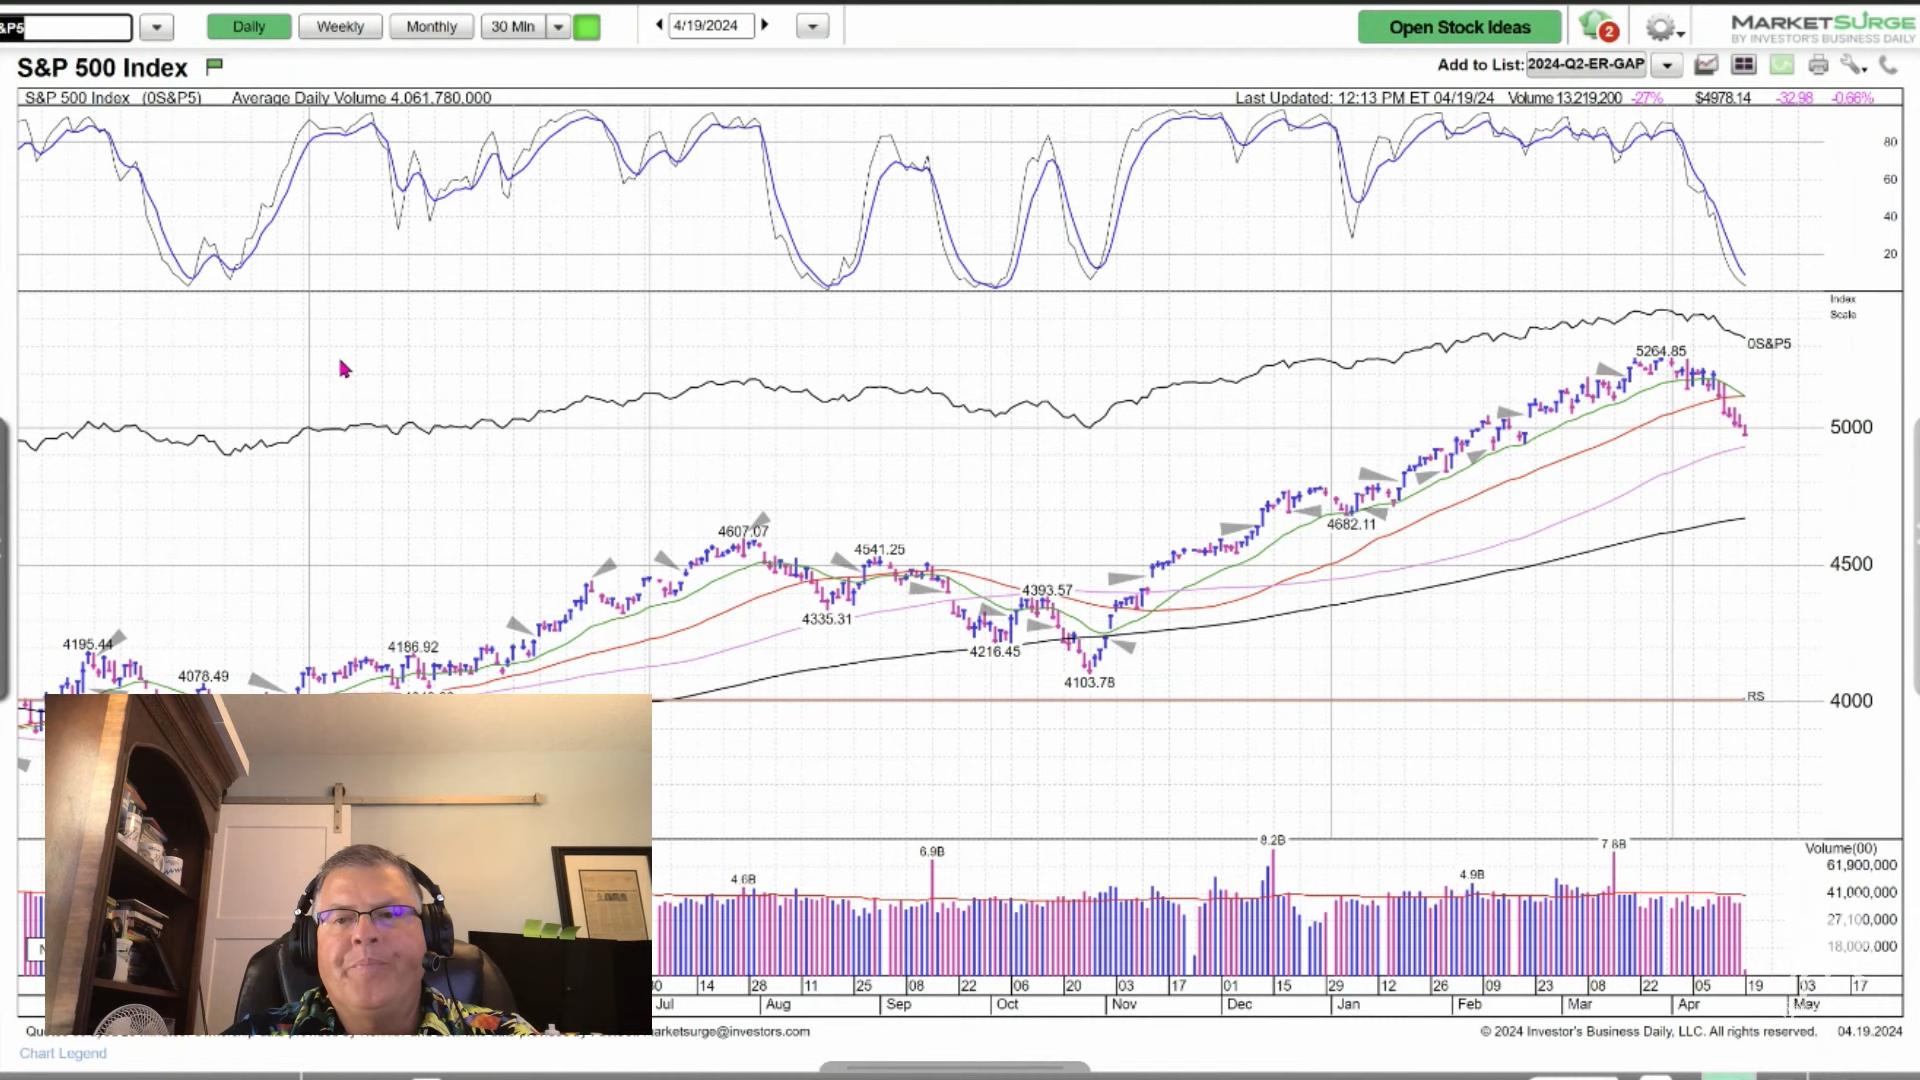 &P5
Daily
Weekly
Monthly
30 Min
4/19/2024
Open Stock Ideas
2
MARKETSURGE
BY INVESTOR'S BUSINESS DAILY
S&P 500 Index
Add to List: 2024-Q2-ER-GAP
S&P 500 Index (0S&P5) Average Daily Volume 4,061,780,000
Last Updated: 12:13 PM ET 04/19/24 Volume 13,219,200 -27% $4978.14 -32.98 -0.66%
80
60
40
20
Index
Scale
0S&P5
5264.85
5000
4607.07
4541.25
4682.11
4500
4393.57
4335.31
4195.44
4186.92
4216.45
4078.49
4103.78
RS
4000
8.2B
7.8B
6.9B
4.6B
4.9B
Volume(00)
61,900,000
41,000,000
27,100,000
18,000,000
14 28 11 25 08 22 06 20 03 17 01 15 29 12 26 09 23 08 22 05 19 03 17
Jul Aug Sep Oct Nov Dec Jan Feb Mar Apr May
marketsurge@investors.com
© 2024 Investor's Business Daily, LLC. All rights reserved. 04.19.2024
Chart Legend